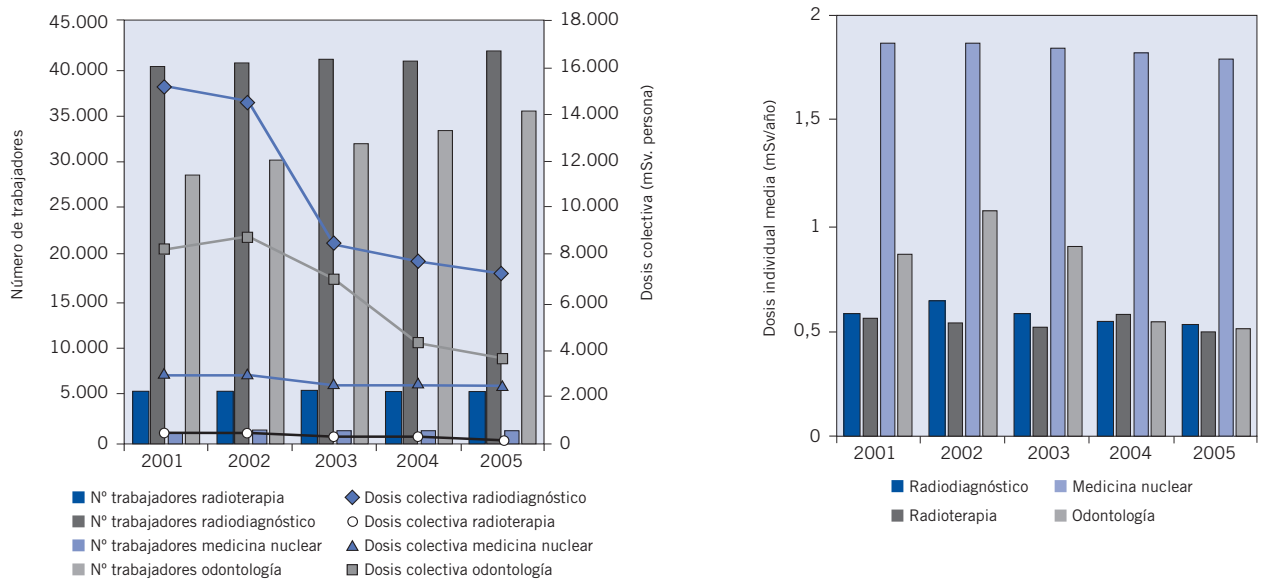 Número de trabajadores
45.000
40.000
35.000
30.000
25.000
20.000
15.000
10.000
5.000
0
18.000
16.000
14.000
12.000
10.000
8.000
6.000
4.000
2.000
0
Dosis colectiva (mSv. persona)
2001 2002 2003 2004 2005
Nº trabajadores radioterapia
Nº trabajadores radiodiagnóstico
Nº trabajadores medicina nuclear
Nº trabajadores odontología
Dosis colectiva radiodiagnóstico
Dosis colectiva radioterapia
Dosis colectiva medicina nuclear
Dosis colectiva odontología
Dosis individual media (mSv/año)
2
1,5
1
0,5
0
2001 2002 2003 2004 2005
Radiodiagnóstico
Radioterapia
Medicina nuclear
Odontología